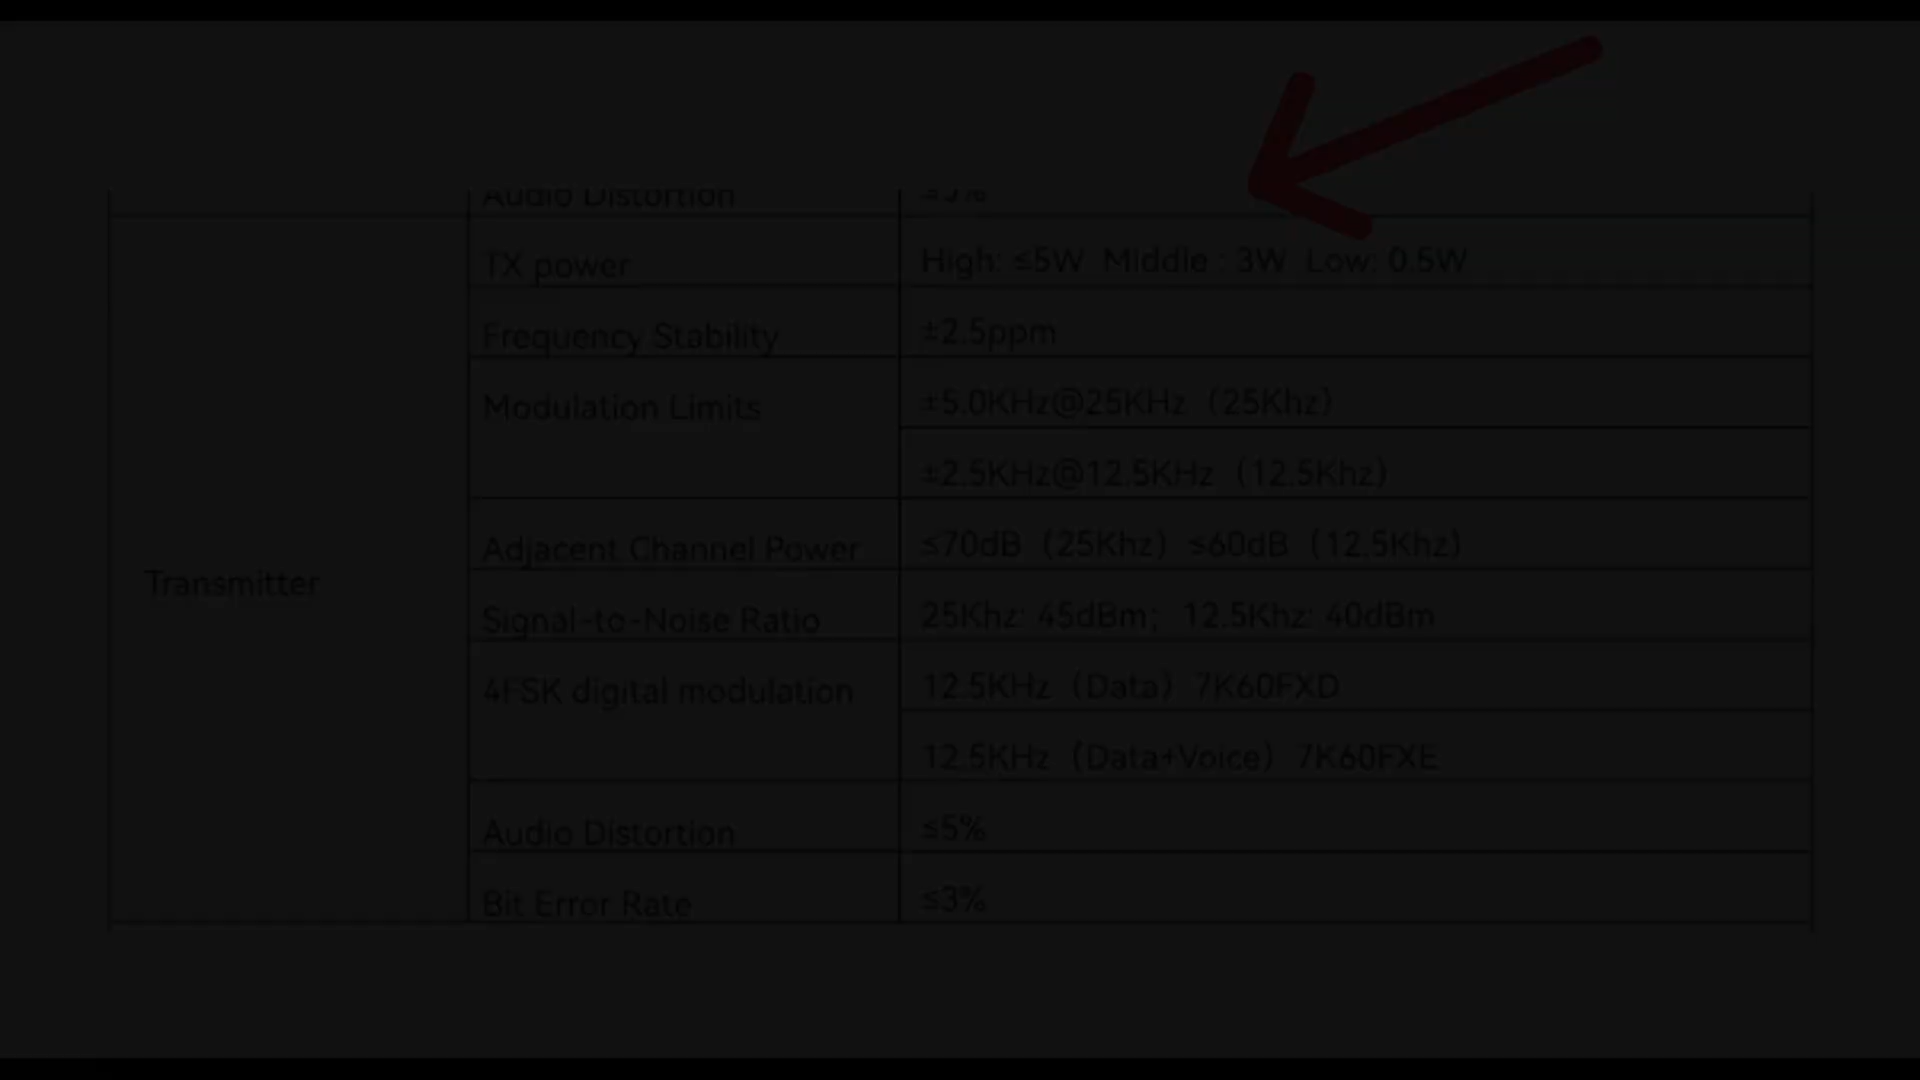 Audio Distortion ≤5%
TX power High: ≤5W Middle : 3W Low: 0.5W
Frequency Stability ±2.5ppm
Modulation Limits ±5.0KHz@25KHz（25Khz）
±2.5KHz@12.5KHz（12.5Khz）
Adjacent Channel Power ≤70dB（25Khz）≤60dB（12.5Khz）
Transmitter
Signal-to-Noise Ratio 25Khz: 45dBm； 12.5Khz: 40dBm
4FSK digital modulation 12.5KHz（Data）7K60FXD
12.5KHz（Data+Voice）7K60FXE
Audio Distortion ≤5%
Bit Error Rate ≤3%